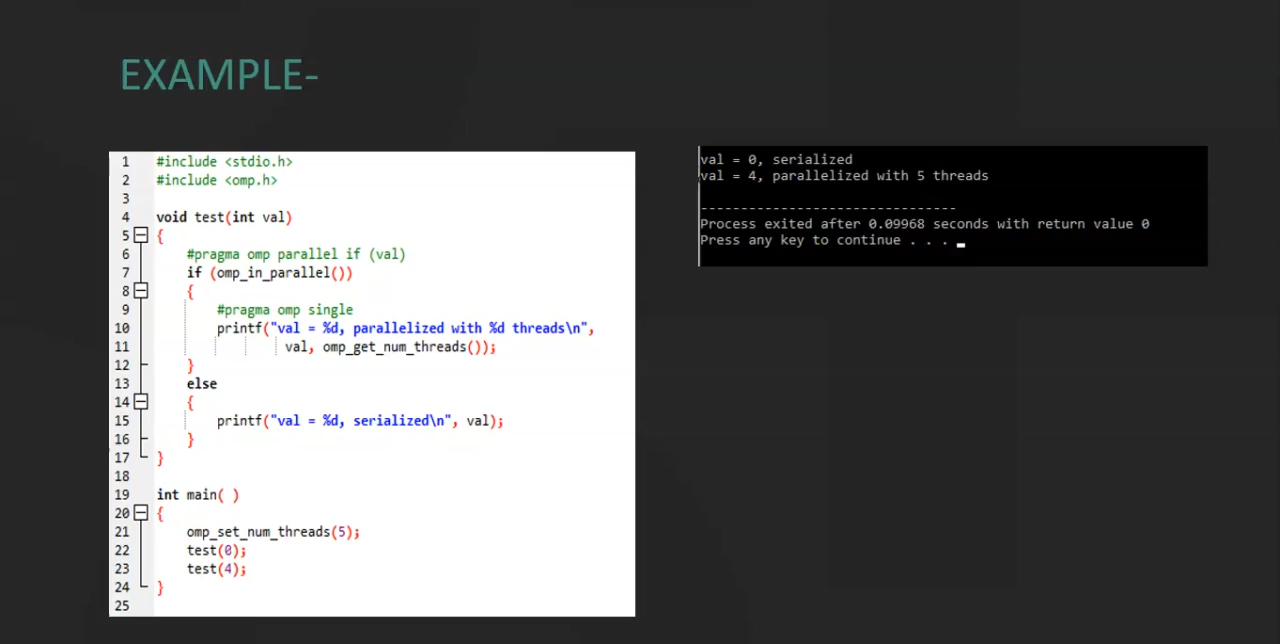 EXAMPLE-
1 #include <stdio.h>
2 #include <omp.h>
3
4 void test(int val)
5 {
6 #pragma omp parallel if (val)
7 if (omp_in_parallel())
8 {
9 #pragma omp single
10 printf("val = %d, parallelized with %d threads\n",
11 val, omp_get_num_threads());
12 }
13 else
14 {
15 printf("val = %d, serialized\n", val);
16 }
17 }
18
19 int main( )
20 {
21 omp_set_num_threads(5);
22 test(0);
23 test(4);
24 }
25
val = 0, serialized
val = 4, parallelized with 5 threads
--------------------------------
Process exited after 0.09968 seconds with return value 0
Press any key to continue . . .